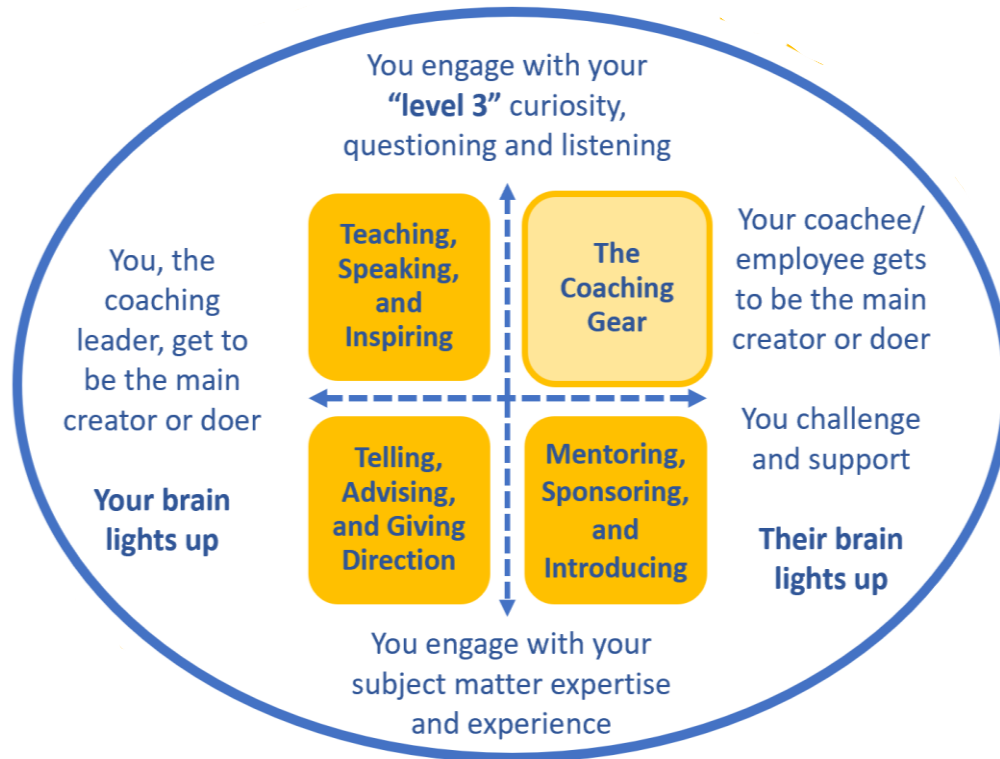 You engage with your
“level 3” curiosity,
questioning and listening
Teaching,
Speaking,
and
Inspiring
The
Coaching
Gear
You, the
coaching
leader, get to
be the main
creator or doer
Your brain
lights up
Your coachee/
employee gets
to be the main
creator or doer
You challenge
and support
Their brain
lights up
Telling,
Advising,
and Giving
Direction
Mentoring,
Sponsoring,
and
Introducing
You engage with your
subject matter expertise
and experience